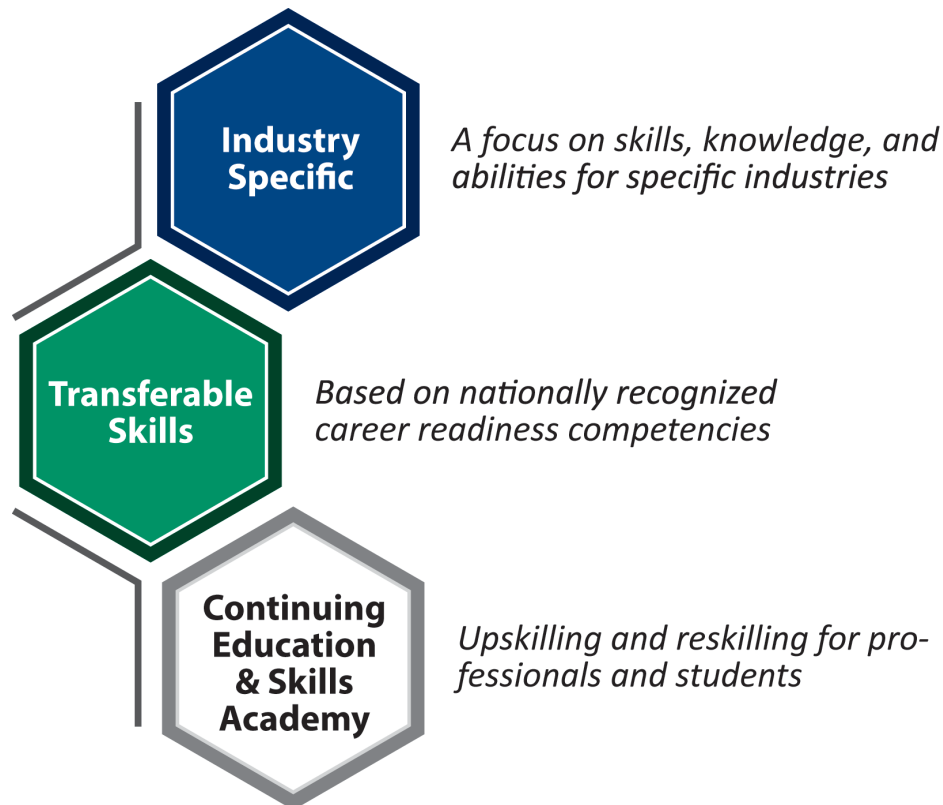 Industry
Specific
A focus on skills, knowledge, and
abilities for specific industries
Transferable
Skills
Based on nationally recognized
career readiness competencies
Continuing
Education
& Skills
Academy
Upskilling and reskilling for pro-
fessionals and students